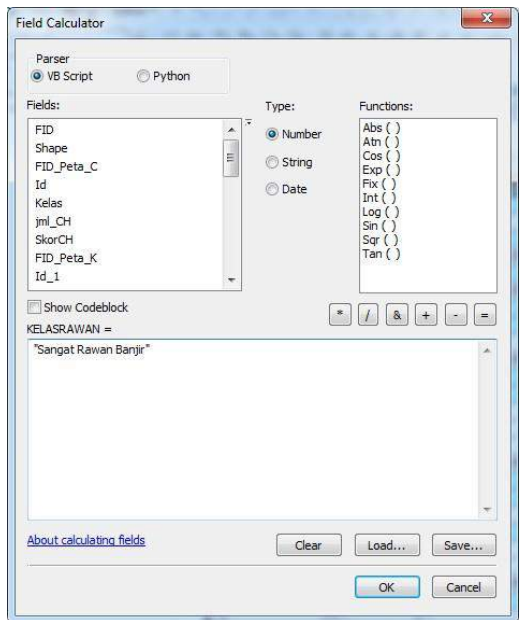 Field Calculator
Parser
VB Script
Python
Fields:
FID
Shape
FID_Peta_C
Id
Kelas
jml_CH
SkorCH
FID_Peta_K
Id_1
Type:
Number
String
Date
Functions:
Abs ( )
Atn ( )
Cos ( )
Exp ( )
Fix ( )
Int ( )
Log ( )
Sin ( )
Sqr ( )
Tan ( )
Show Codeblock
* / & + - =
KELASRAWAN =
"Sangat Rawan Banjir"
About calculating fields
Clear Load... Save...
OK Cancel